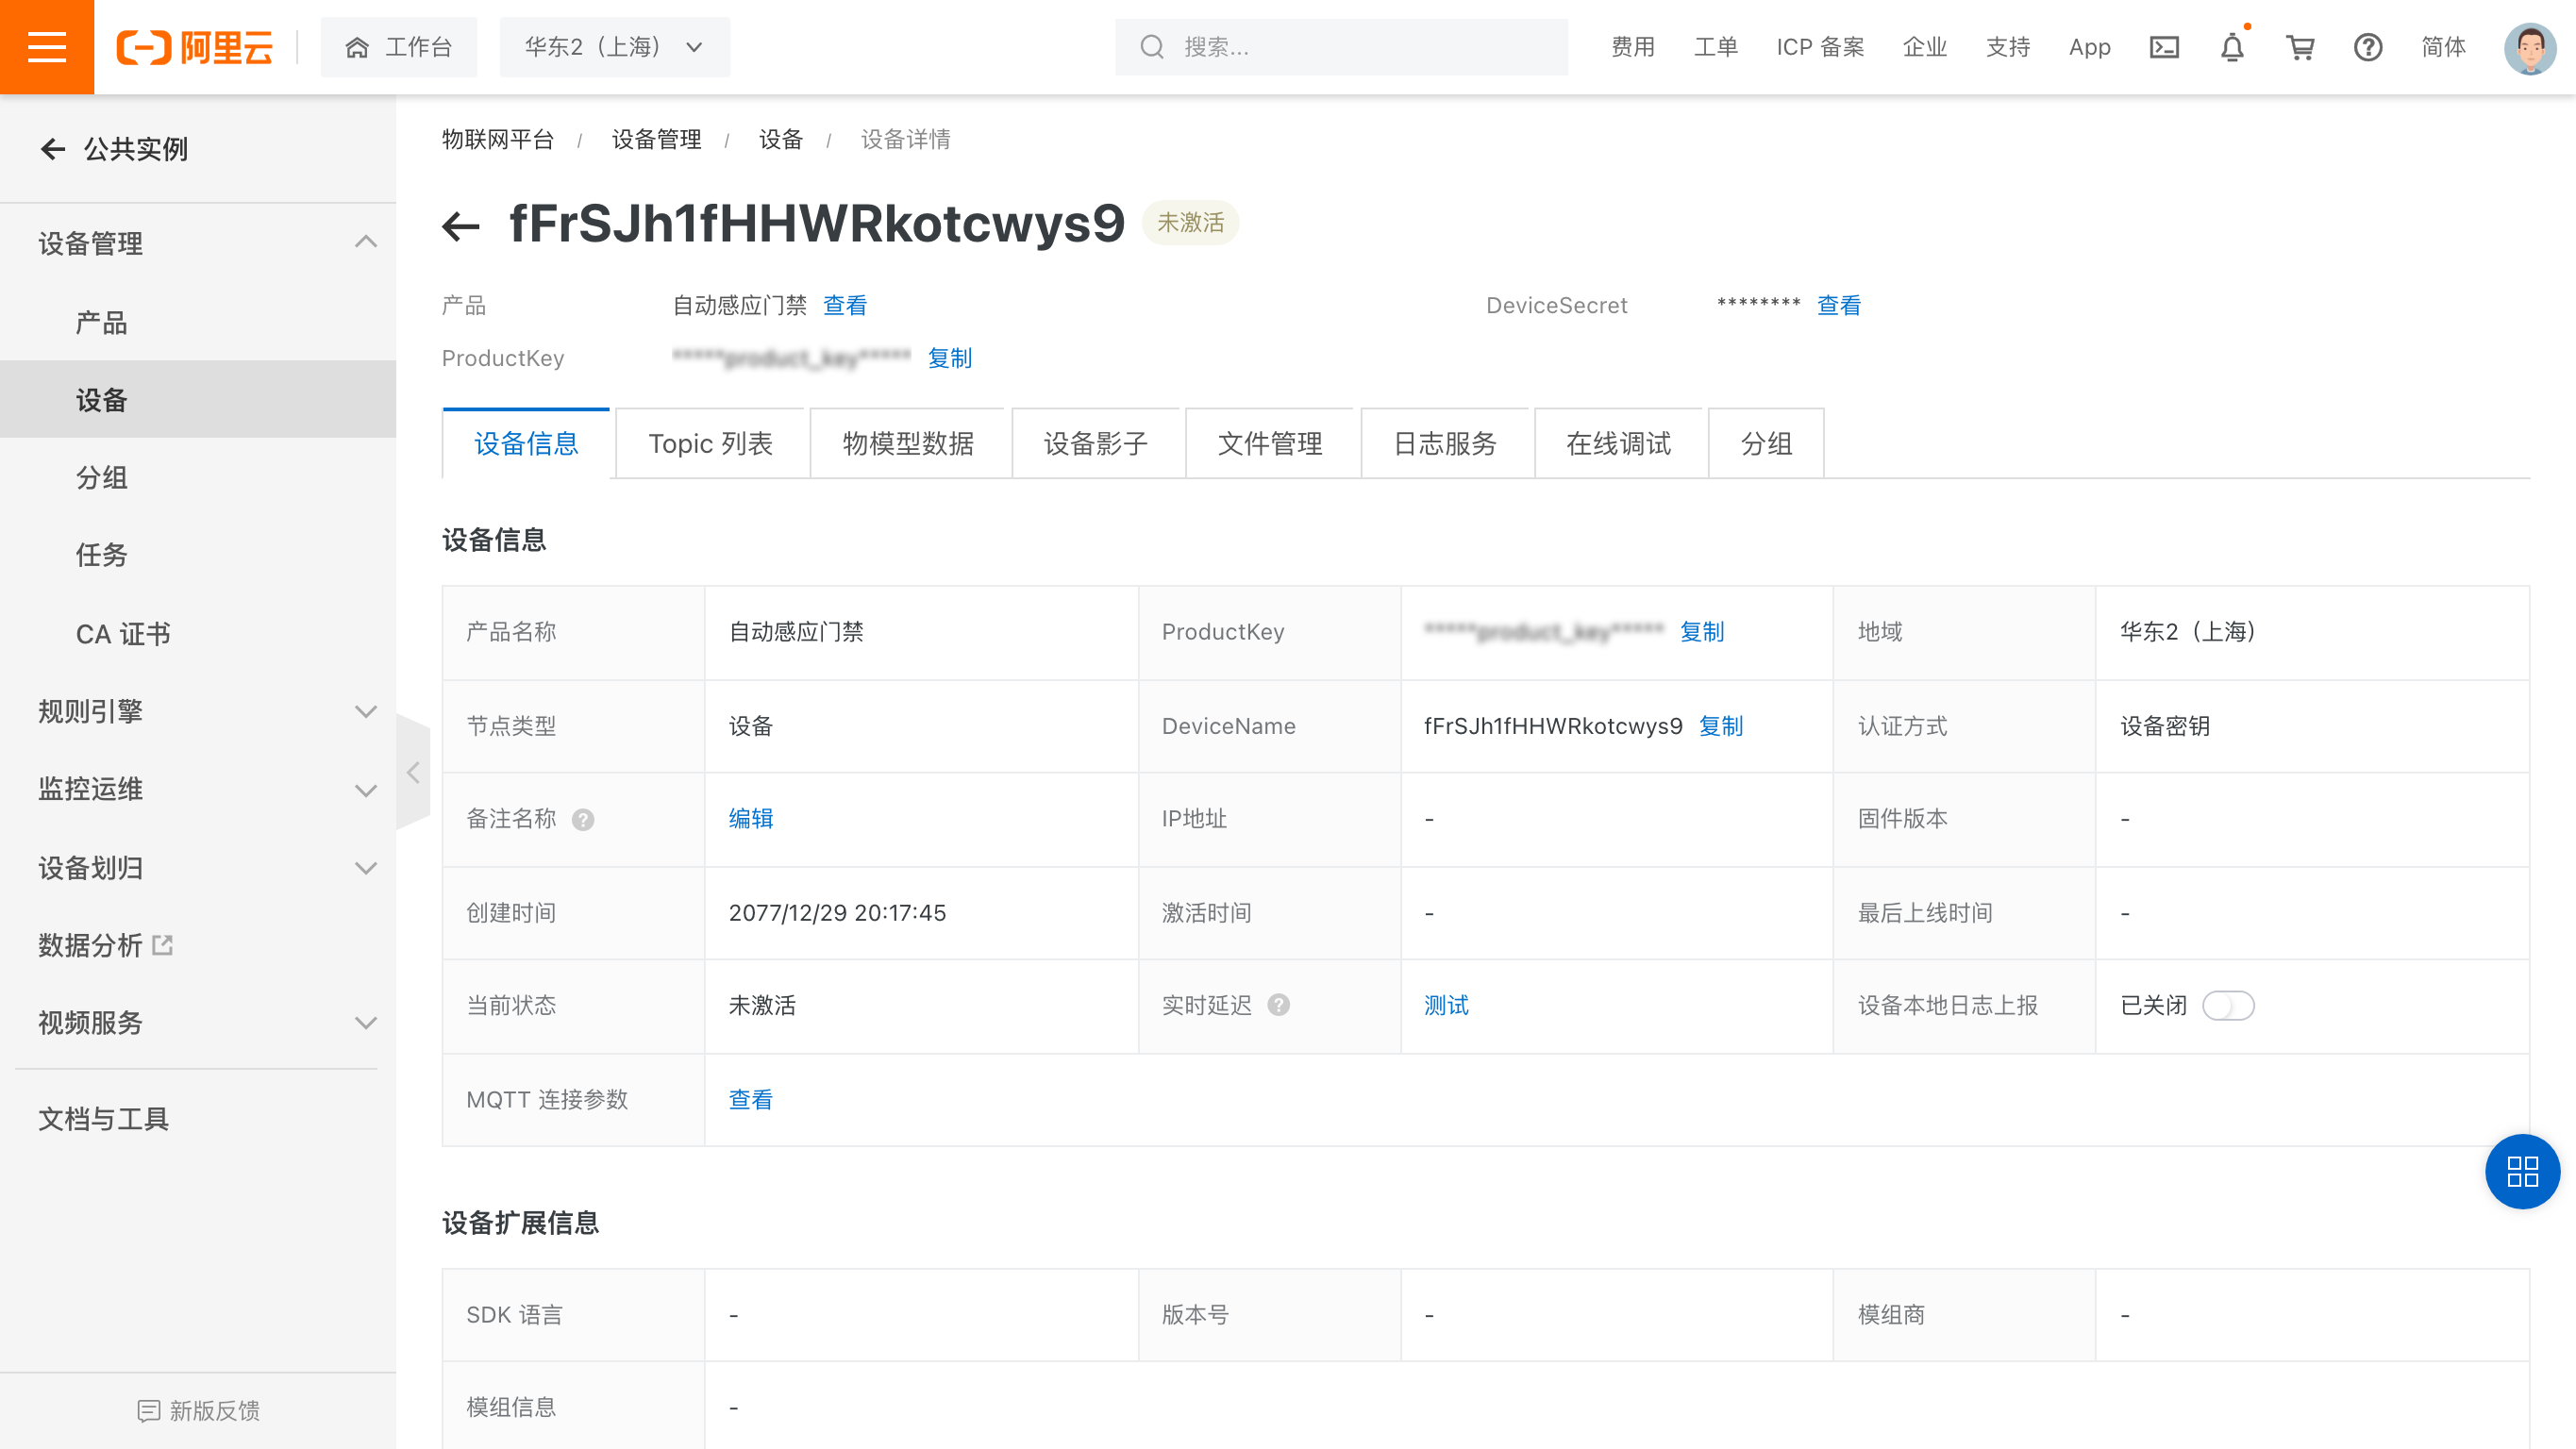 阿里云
工作台
华东2（上海）
搜索...
费用
工单
ICP 备案
企业
支持
App
简体
公共实例
设备管理
产品
设备
分组
任务
CA 证书
规则引擎
监控运维
设备划归
数据分析
视频服务
文档与工具
新版反馈
物联网平台 / 设备管理 / 设备 / 设备详情
fFrSJh1fHHWRkotcwys9 未激活
产品 自动感应门禁 查看 DeviceSecret ******** 查看
ProductKey *****product_key***** 复制
设备信息 Topic 列表 物模型数据 设备影子 文件管理 日志服务 在线调试 分组
设备信息
产品名称 自动感应门禁 ProductKey *****product_key***** 复制 地域 华东2（上海）
节点类型 设备 DeviceName fFrSJh1fHHWRkotcwys9 复制 认证方式 设备密钥
备注名称 编辑 IP地址 - 固件版本 -
创建时间 2077/12/29 20:17:45 激活时间 - 最后上线时间 -
当前状态 未激活 实时延迟 测试 设备本地日志上报 已关闭
MQTT 连接参数 查看
设备扩展信息
SDK 语言 - 版本号 - 模组商 -
模组信息 -